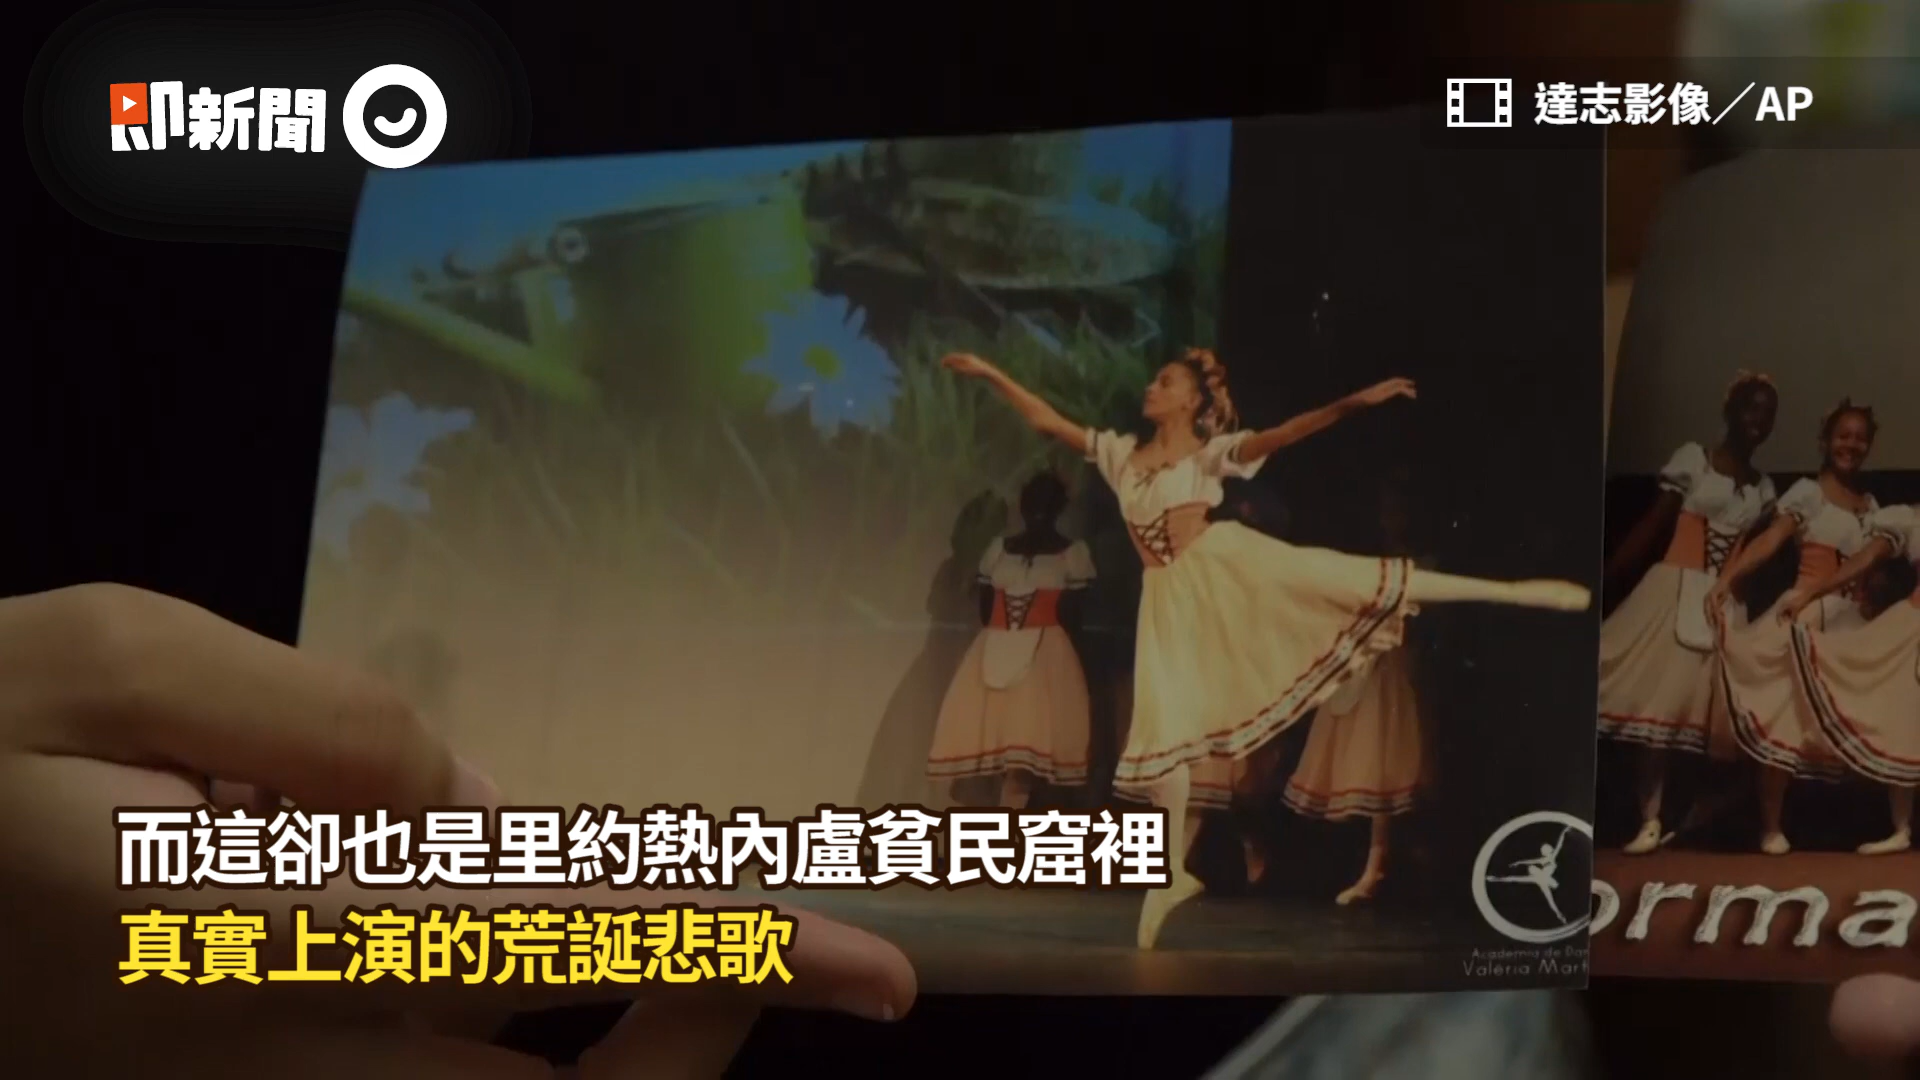 即新聞
達志影像／AP
而這卻也是里約熱內盧貧民窟裡
真實上演的荒誕悲歌
orma
Academia de Dan
Valéria Mart